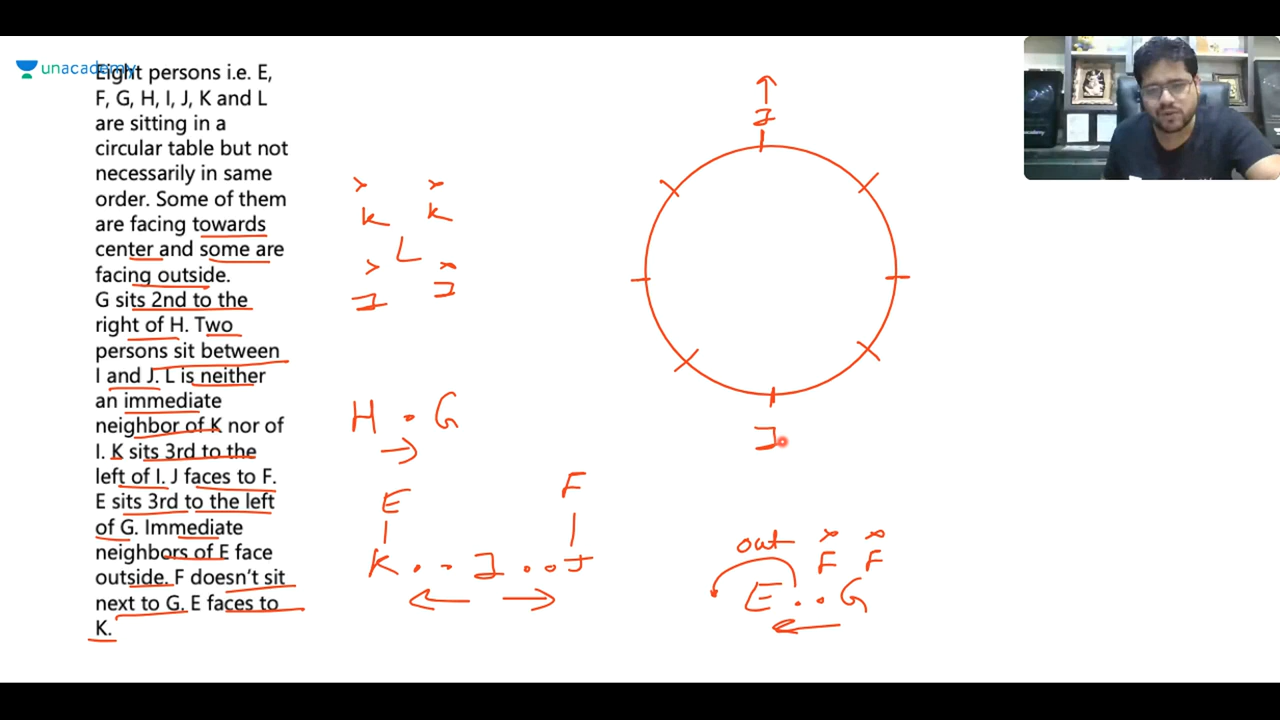 unacademy
Eight persons i.e. E,
F, G, H, I, J, K and L
are sitting in a
circular table but not
necessarily in same
order. Some of them
are facing towards
center and some are
facing outside.
G sits 2nd to the
right of H. Two
persons sit between
I and J. L is neither
an immediate
neighbor of K nor of
I. K sits 3rd to the
left of I. J faces to F.
E sits 3rd to the left
of G. Immediate
neighbors of E face
outside. F doesn't sit
next to G. E faces to
K.
K K
L
I I
H . G
E F
K . . I . . J
I
I
out F F
E . . G